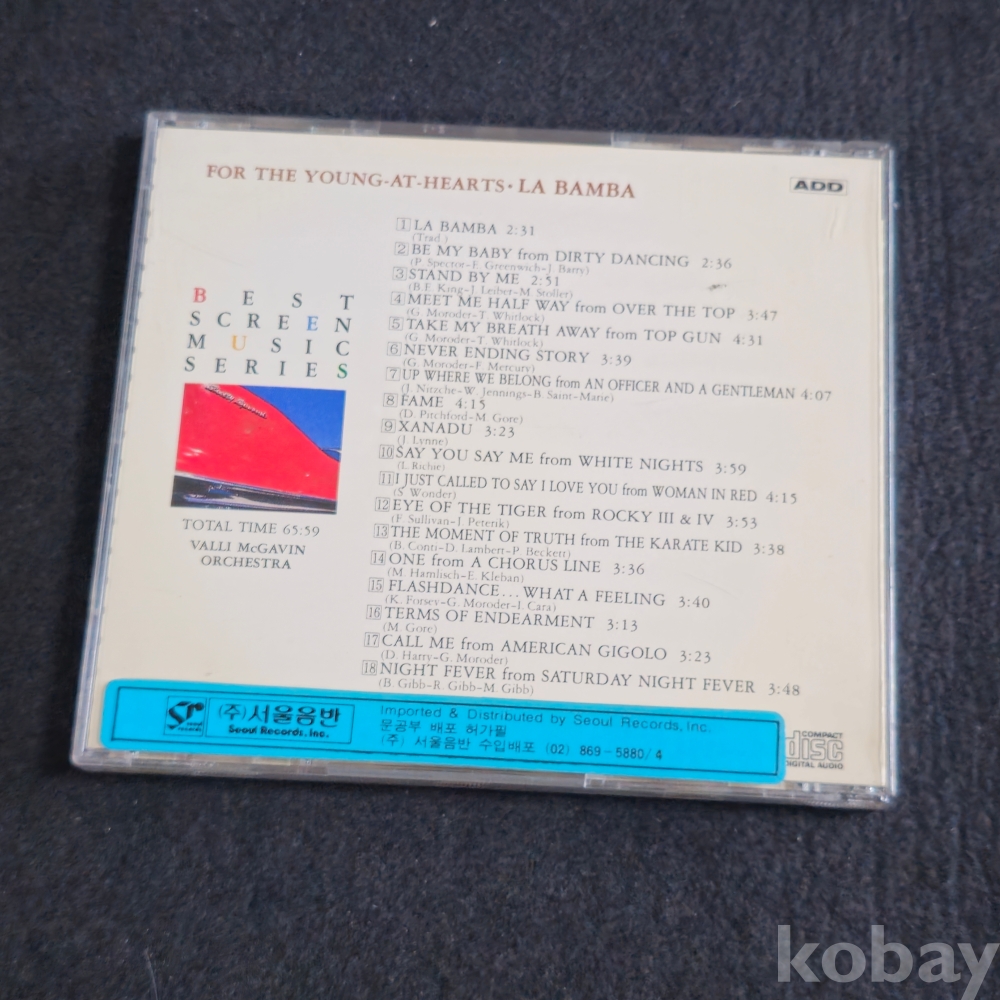 FOR THE YOUNG-AT-HEARTS • LA BAMBA
ADD
1 LA BAMBA 2:31
(Trad.)
2 BE MY BABY from DIRTY DANCING 2:36
(P. Spector-E. Greenwich-J. Barry)
3 STAND BY ME 2:51
(B.E. King-J. Leiber-M. Stoller)
4 MEET ME HALF WAY from OVER THE TOP 3:47
(G. Moroder-T. Whitlock)
5 TAKE MY BREATH AWAY from TOP GUN 4:31
(G. Moroder-T. Whitlock)
6 NEVER ENDING STORY 3:39
(G. Moroder-F. Mercury)
7 UP WHERE WE BELONG from AN OFFICER AND A GENTLEMAN 4:07
(J. Nitzche-W. Jennings-B. Saint-Marie)
8 FAME 4:15
(D. Pitchford-M. Gore)
9 XANADU 3:23
(J. Lynne)
10 SAY YOU SAY ME from WHITE NIGHTS 3:59
(L. Richie)
11 I JUST CALLED TO SAY I LOVE YOU from WOMAN IN RED 4:15
(S. Wonder)
12 EYE OF THE TIGER from ROCKY III & IV 3:53
(F. Sullivan-J. Peterik)
13 THE MOMENT OF TRUTH from THE KARATE KID 3:38
(B. Conti-D. Lambert-P. Beckett)
14 ONE from A CHORUS LINE 3:36
(M. Hamlisch-E. Kleban)
15 FLASHDANCE... WHAT A FEELING 3:40
(K. Forsey-G. Moroder-I. Cara)
16 TERMS OF ENDEARMENT 3:13
(M. Gore)
17 CALL ME from AMERICAN GIGOLO 3:23
(D. Harry-G. Moroder)
18 NIGHT FEVER from SATURDAY NIGHT FEVER 3:48
(B. Gibb-R. Gibb-M. Gibb)
BEST
SCREEN
MUSIC
SERIES
TOTAL TIME 65:59
VALLI McGAVIN
ORCHESTRA
sr
seoul
records
(주)서울음반
Seoul Records, Inc.
Imported & Distributed by Seoul Records, Inc.
문공부 배포 허가필
(주) 서울음반 수입배포 (02) 869-5880/4
COMPACT
disc
DIGITAL AUDIO
kobay